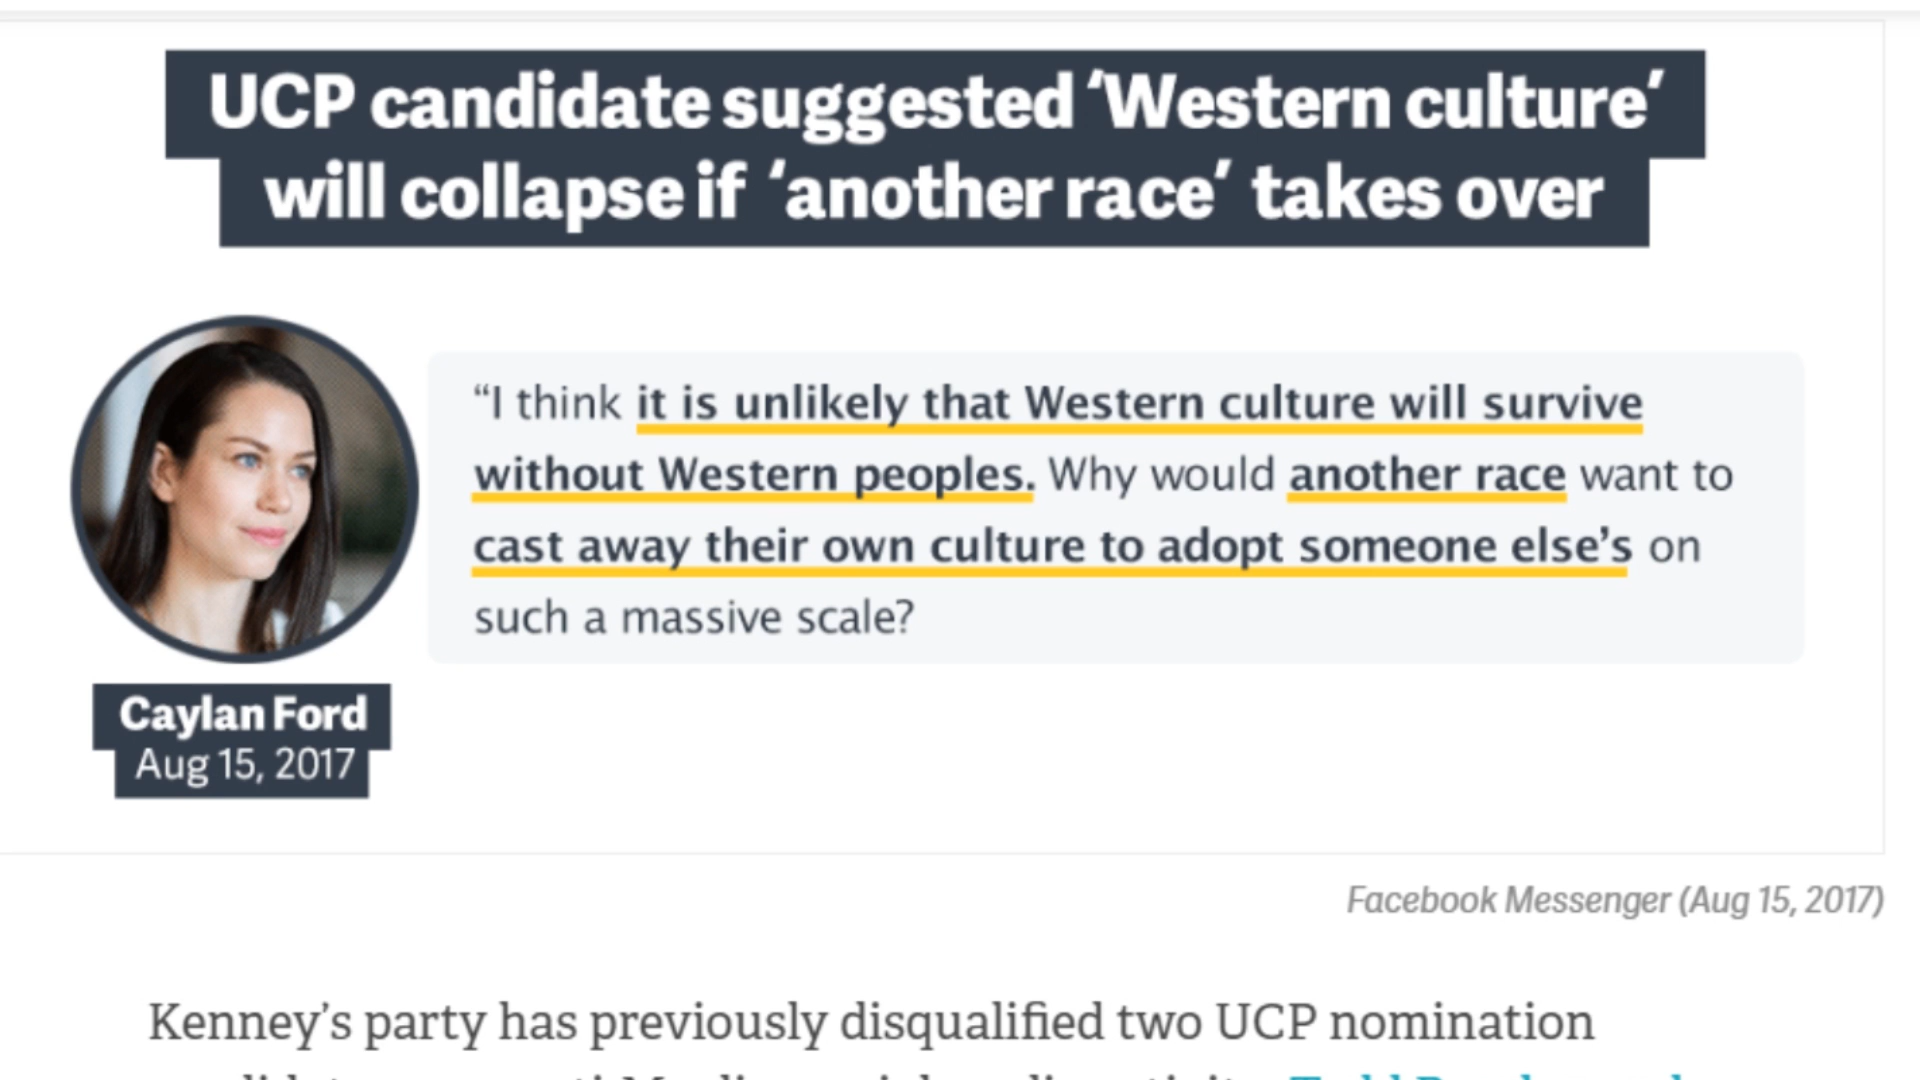 UCP candidate suggested ‘Western culture’
will collapse if ‘another race’ takes over
“I think it is unlikely that Western culture will survive
without Western peoples. Why would another race want to
cast away their own culture to adopt someone else’s on
such a massive scale?
Caylan Ford
Aug 15, 2017
Facebook Messenger (Aug 15, 2017)
Kenney’s party has previously disqualified two UCP nomination